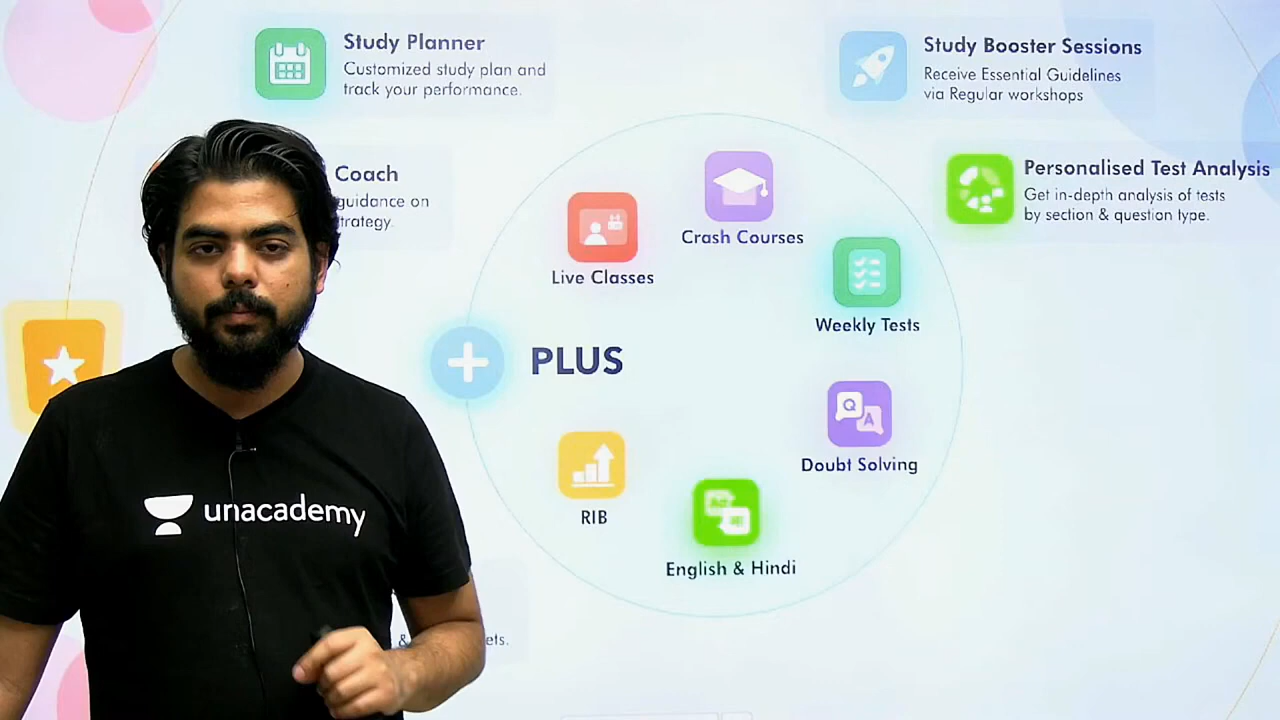 Study Planner
Customized study plan and
track your performance.
Study Booster Sessions
Receive Essential Guidelines
via Regular workshops
Coach
guidance on
trategy.
Personalised Test Analysis
Get in-depth analysis of tests
by section & question type.
Crash Courses
Live Classes
Weekly Tests
PLUS
Q
A
Doubt Solving
RIB
English & Hindi
unacademy
& ets.